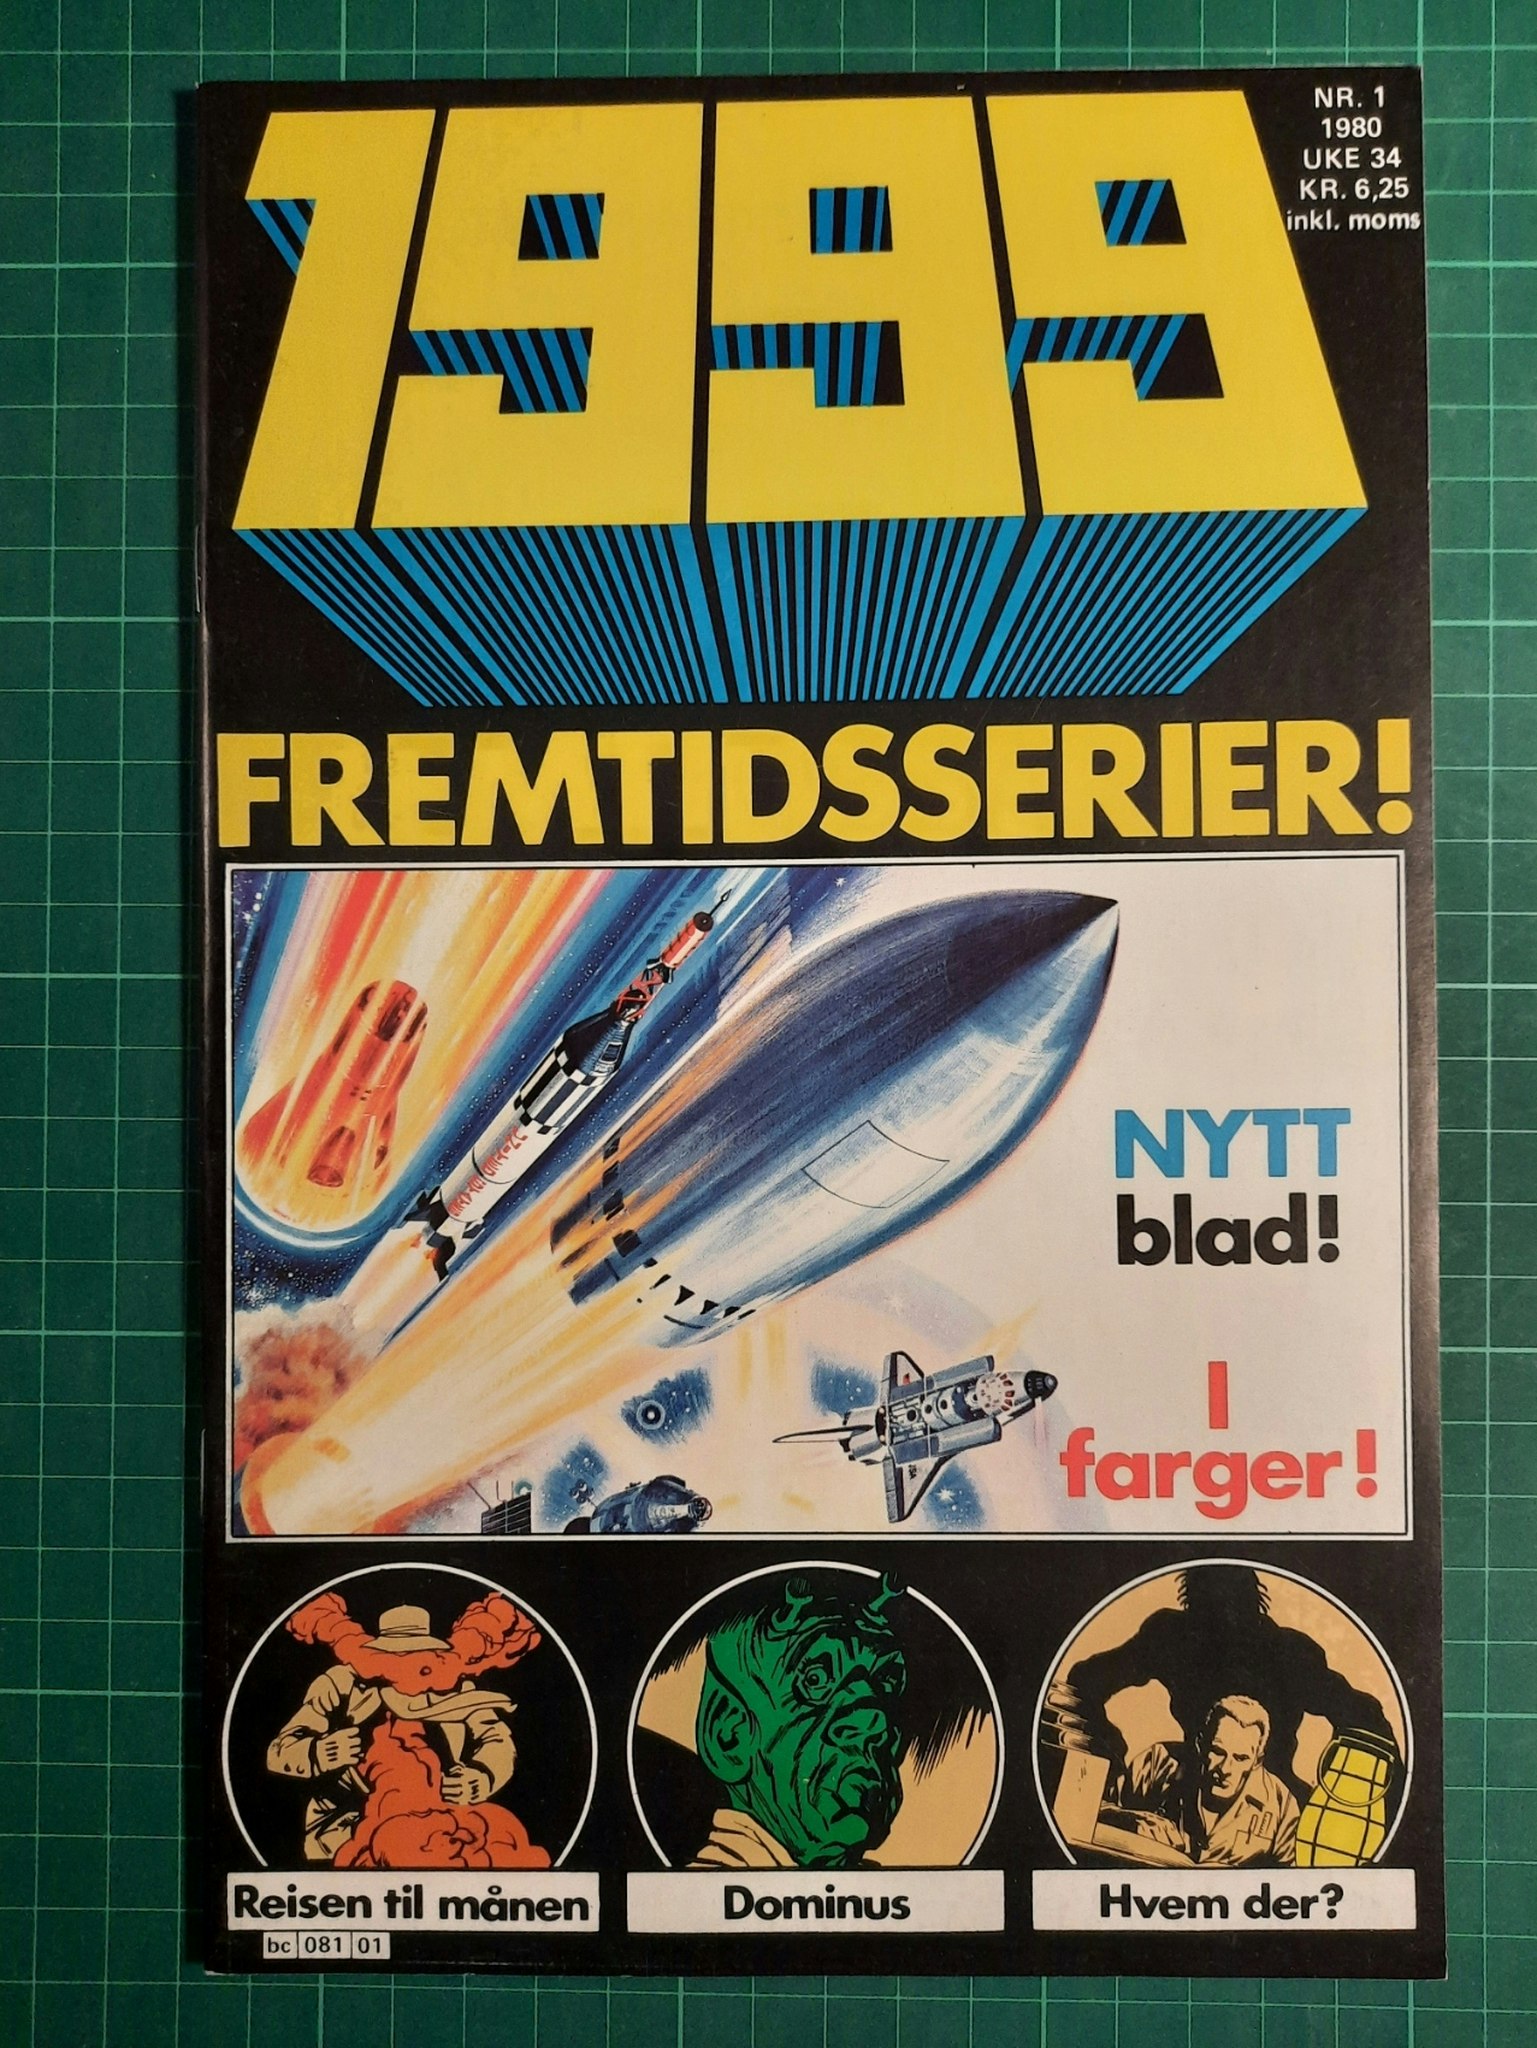 1999
NR. 1
1980
UKE 34
KR. 6,25
inkl. moms
FREMTIDSSERIER!
NYTT
blad!
I
farger!
Reisen til månen
Dominus
Hvem der?
bc 081 01